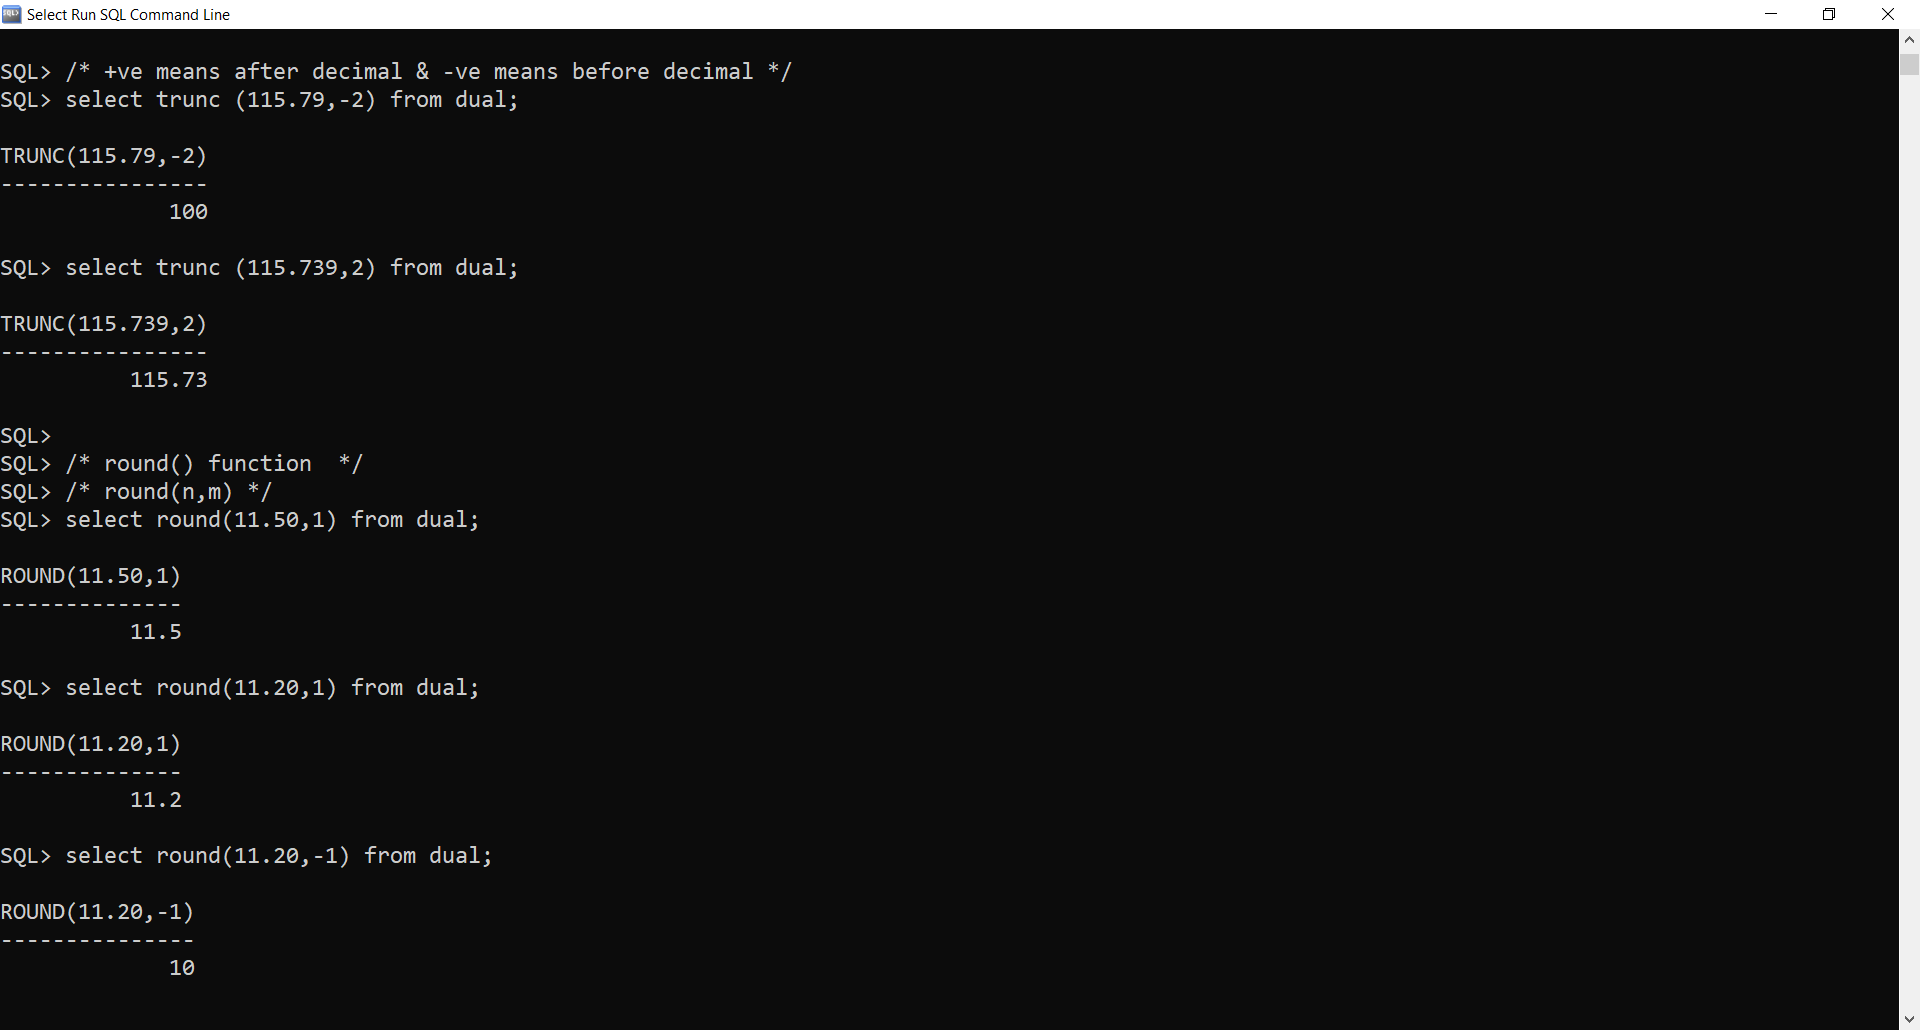 Select Run SQL Command Line
SQL> /* +ve means after decimal & -ve means before decimal */
SQL> select trunc (115.79,-2) from dual;
TRUNC(115.79,-2)
----------------
100
SQL> select trunc (115.739,2) from dual;
TRUNC(115.739,2)
----------------
115.73
SQL>
SQL> /* round() function  */
SQL> /* round(n,m) */
SQL> select round(11.50,1) from dual;
ROUND(11.50,1)
--------------
11.5
SQL> select round(11.20,1) from dual;
ROUND(11.20,1)
--------------
11.2
SQL> select round(11.20,-1) from dual;
ROUND(11.20,-1)
---------------
10